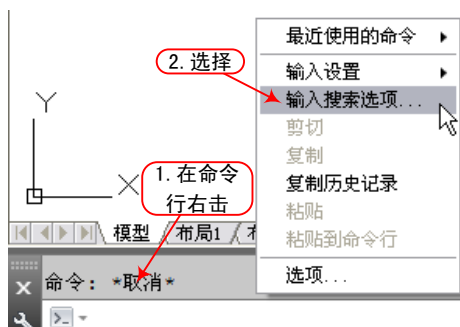 最近使用的命令
2.选择
输入设置
输入搜索选项...
剪切
Y
复制
X
1.在命令
行右击
复制历史记录
粘贴
模型
布局1
粘贴到命令行
选项...
命令: *取消*